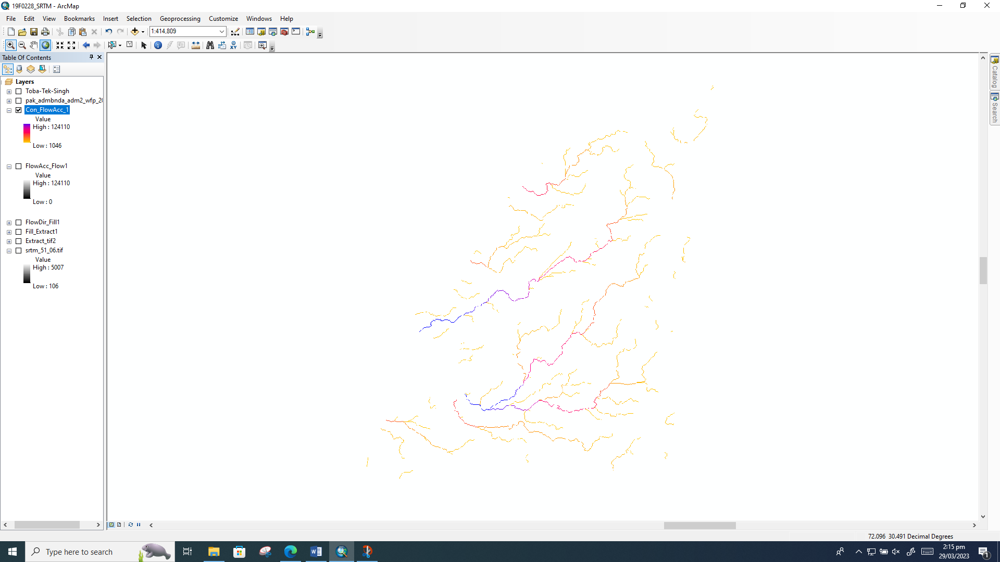 19F0228_SRTM - ArcMap
File Edit View Bookmarks Insert Selection Geoprocessing Customize Windows Help
1:414,809
Table Of Contents
Layers
Toba-Tek-Singh
pak_admbnda_adm2_wfp_20
Con_FlowAcc_1
Value
High : 124110
Low : 1046
FlowAcc_Flow1
Value
High : 124110
Low : 0
FlowDir_Fill1
Fill_Extract1
Extract_tif2
srtm_51_06.tif
Value
High : 5007
Low : 106
Catalog
Search
72.096 30.491 Decimal Degrees
Type here to search
2:15 pm
29/03/2023
1